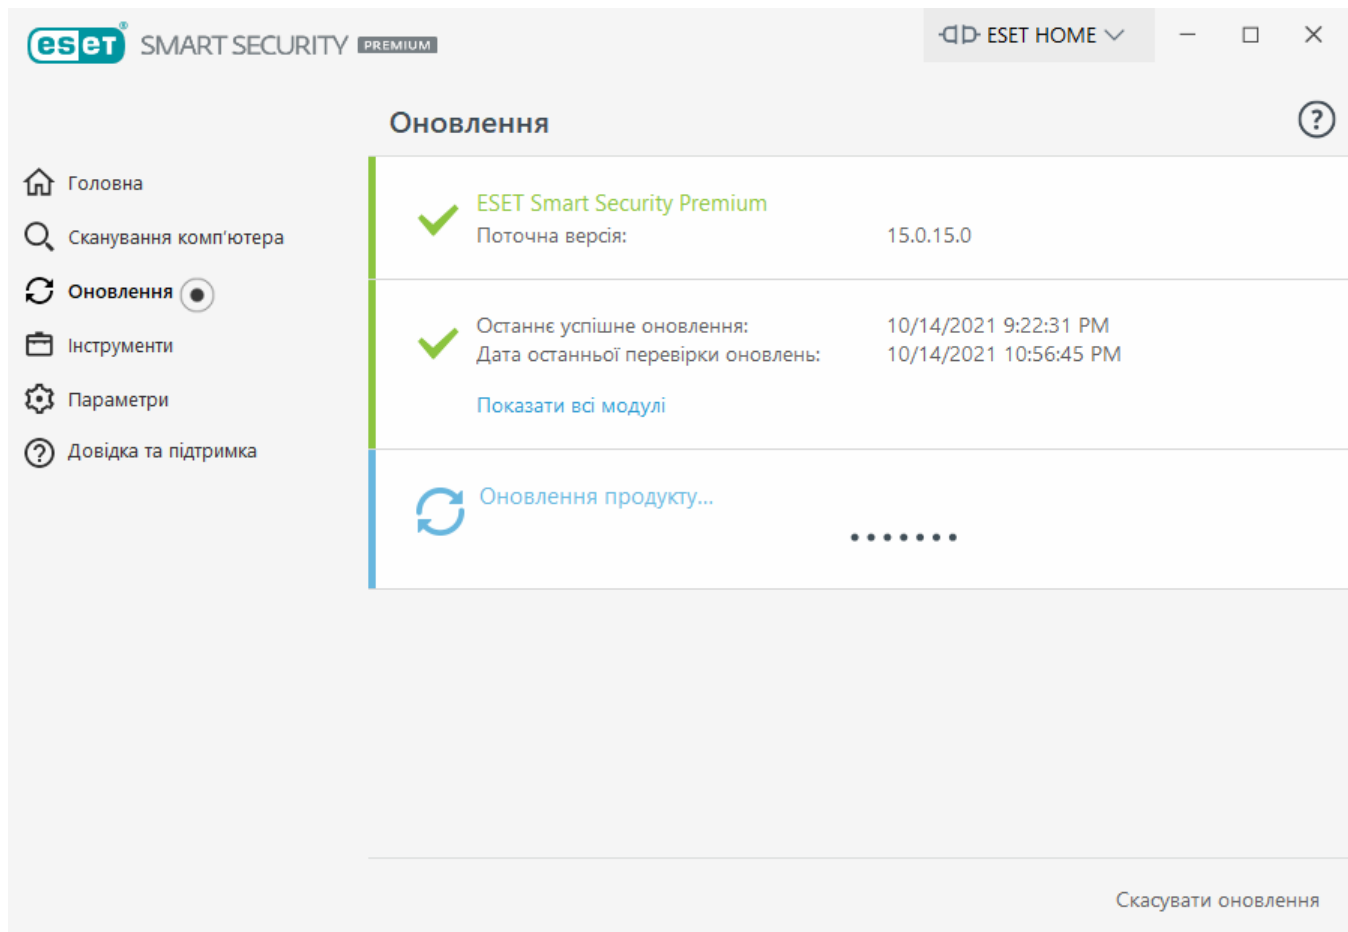 eset® SMART SECURITY PREMIUM
ESET HOME
Оновлення
?
Головна
Сканування комп'ютера
Оновлення
Інструменти
Параметри
Довідка та підтримка
ESET Smart Security Premium
Поточна версія: 15.0.15.0
Останнє успішне оновлення: 10/14/2021 9:22:31 PM
Дата останньої перевірки оновлень: 10/14/2021 10:56:45 PM
Показати всі модулі
Оновлення продукту...
Скасувати оновлення